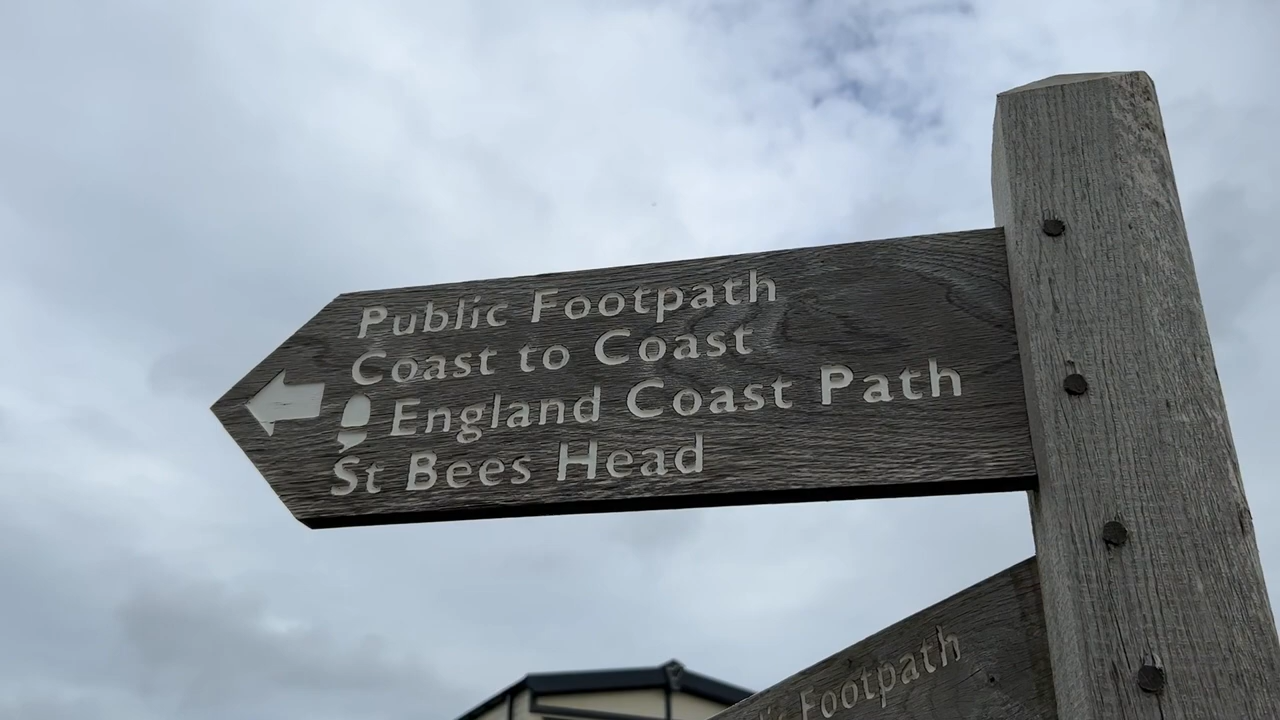 Public Footpath
Coast to Coast
England Coast Path
St Bees Head
Footpath